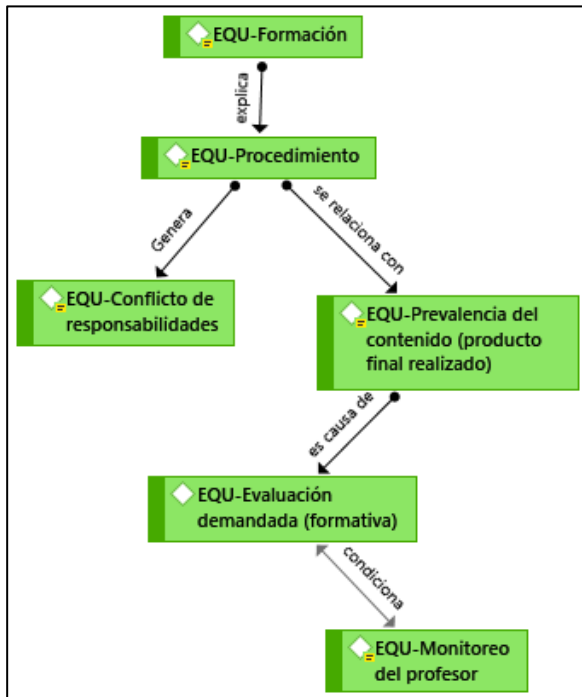 EQU-Formación
explica
EQU-Procedimiento
Genera
se relaciona con
EQU-Conflicto de
responsabilidades
EQU-Prevalencia del
contenido (producto
final realizado)
es causa de
EQU-Evaluación
demandada (formativa)
condiciona
EQU-Monitoreo
del profesor